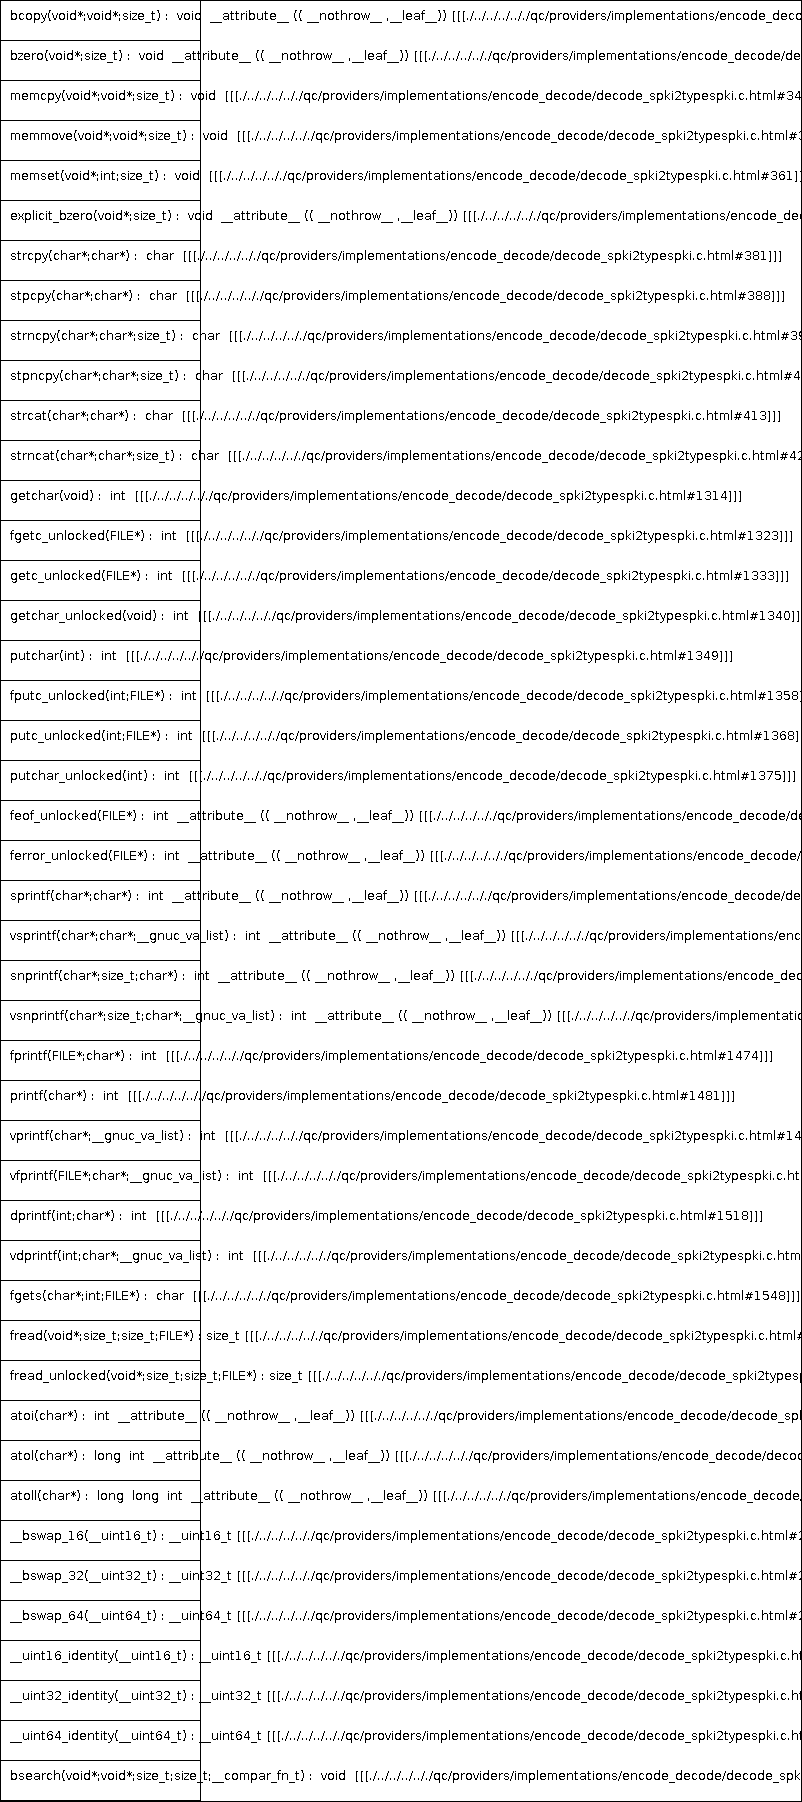 bcopy(void*;void*;size_t) : void __attribute__ (( __nothrow__ ,__leaf__)) [[[./../../../../qc/providers/implementations/encode_deco
bzero(void*;size_t) : void __attribute__ (( __nothrow__ ,__leaf__)) [[[./../../../../qc/providers/implementations/encode_decode/de
memcpy(void*;void*;size_t) : void [[[./../../../../qc/providers/implementations/encode_decode/decode_spki2typespki.c.html#34
memmove(void*;void*;size_t) : void [[[./../../../../qc/providers/implementations/encode_decode/decode_spki2typespki.c.html#3
memset(void*;int;size_t) : void [[[./../../../../qc/providers/implementations/encode_decode/decode_spki2typespki.c.html#361]]
explicit_bzero(void*;size_t) : void __attribute__ (( __nothrow__ ,__leaf__)) [[[./../../../../qc/providers/implementations/encode_dec
strcpy(char*;char*) : char [[[./../../../../qc/providers/implementations/encode_decode/decode_spki2typespki.c.html#381]]]
stpcpy(char*;char*) : char [[[./../../../../qc/providers/implementations/encode_decode/decode_spki2typespki.c.html#388]]]
strncpy(char*;char*;size_t) : char [[[./../../../../qc/providers/implementations/encode_decode/decode_spki2typespki.c.html#39
stpncpy(char*;char*;size_t) : char [[[./../../../../qc/providers/implementations/encode_decode/decode_spki2typespki.c.html#4
strcat(char*;char*) : char [[[./../../../../qc/providers/implementations/encode_decode/decode_spki2typespki.c.html#413]]]
strncat(char*;char*;size_t) : char [[[./../../../../qc/providers/implementations/encode_decode/decode_spki2typespki.c.html#42
getchar(void) : int [[[./../../../../qc/providers/implementations/encode_decode/decode_spki2typespki.c.html#1314]]]
fgetc_unlocked(FILE*) : int [[[./../../../../qc/providers/implementations/encode_decode/decode_spki2typespki.c.html#1323]]]
getc_unlocked(FILE*) : int [[[./../../../../qc/providers/implementations/encode_decode/decode_spki2typespki.c.html#1333]]]
getchar_unlocked(void) : int [[[./../../../../qc/providers/implementations/encode_decode/decode_spki2typespki.c.html#1340]]]
putchar(int) : int [[[./../../../../qc/providers/implementations/encode_decode/decode_spki2typespki.c.html#1349]]]
fputc_unlocked(int;FILE*) : int [[[./../../../../qc/providers/implementations/encode_decode/decode_spki2typespki.c.html#1358]
putc_unlocked(int;FILE*) : int [[[./../../../../qc/providers/implementations/encode_decode/decode_spki2typespki.c.html#1368]
putchar_unlocked(int) : int [[[./../../../../qc/providers/implementations/encode_decode/decode_spki2typespki.c.html#1375]]]
feof_unlocked(FILE*) : int __attribute__ (( __nothrow__ ,__leaf__)) [[[./../../../../qc/providers/implementations/encode_decode/de
ferror_unlocked(FILE*) : int __attribute__ (( __nothrow__ ,__leaf__)) [[[./../../../../qc/providers/implementations/encode_decode/
sprintf(char*;char*) : int __attribute__ (( __nothrow__ ,__leaf__)) [[[./../../../../qc/providers/implementations/encode_decode/de
vsprintf(char*;char*;__gnuc_va_list) : int __attribute__ (( __nothrow__ ,__leaf__)) [[[./../../../../qc/providers/implementations/enc
snprintf(char*;size_t;char*) : int __attribute__ (( __nothrow__ ,__leaf__)) [[[./../../../../qc/providers/implementations/encode_dec
vsnprintf(char*;size_t;char*;__gnuc_va_list) : int __attribute__ (( __nothrow__ ,__leaf__)) [[[./../../../../qc/providers/implementatio
fprintf(FILE*;char*) : int [[[./../../../../qc/providers/implementations/encode_decode/decode_spki2typespki.c.html#1474]]]
printf(char*) : int [[[./../../../../qc/providers/implementations/encode_decode/decode_spki2typespki.c.html#1481]]]
vprintf(char*;__gnuc_va_list) : int [[[./../../../../qc/providers/implementations/encode_decode/decode_spki2typespki.c.html#14
vfprintf(FILE*;char*;__gnuc_va_list) : int [[[./../../../../qc/providers/implementations/encode_decode/decode_spki2typespki.c.ht
dprintf(int;char*) : int [[[./../../../../qc/providers/implementations/encode_decode/decode_spki2typespki.c.html#1518]]]
vdprintf(int;char*;__gnuc_va_list) : int [[[./../../../../qc/providers/implementations/encode_decode/decode_spki2typespki.c.htm
fgets(char*;int;FILE*) : char [[[./../../../../qc/providers/implementations/encode_decode/decode_spki2typespki.c.html#1548]]]
fread(void*;size_t;size_t;FILE*) : size_t [[[./../../../../qc/providers/implementations/encode_decode/decode_spki2typespki.c.html#
fread_unlocked(void*;size_t;size_t;FILE*) : size_t [[[./../../../../qc/providers/implementations/encode_decode/decode_spki2typesp
atoi(char*) : int __attribute__ (( __nothrow__ ,__leaf__)) [[[./../../../../qc/providers/implementations/encode_decode/decode_spk
atol(char*) : long int __attribute__ (( __nothrow__ ,__leaf__)) [[[./../../../../qc/providers/implementations/encode_decode/decod
atoll(char*) : long long int __attribute__ (( __nothrow__ ,__leaf__)) [[[./../../../../qc/providers/implementations/encode_decode/
__bswap_16(__uint16_t) : __uint16_t [[[./../../../../qc/providers/implementations/encode_decode/decode_spki2typespki.c.html#2
__bswap_32(__uint32_t) : __uint32_t [[[./../../../../qc/providers/implementations/encode_decode/decode_spki2typespki.c.html#2
__bswap_64(__uint64_t) : __uint64_t [[[./../../../../qc/providers/implementations/encode_decode/decode_spki2typespki.c.html#2
__uint16_identity(__uint16_t) : __uint16_t [[[./../../../../qc/providers/implementations/encode_decode/decode_spki2typespki.c.ht
__uint32_identity(__uint32_t) : __uint32_t [[[./../../../../qc/providers/implementations/encode_decode/decode_spki2typespki.c.ht
__uint64_identity(__uint64_t) : __uint64_t [[[./../../../../qc/providers/implementations/encode_decode/decode_spki2typespki.c.ht
bsearch(void*;void*;size_t;size_t;__compar_fn_t) : void [[[./../../../../qc/providers/implementations/encode_decode/decode_spk